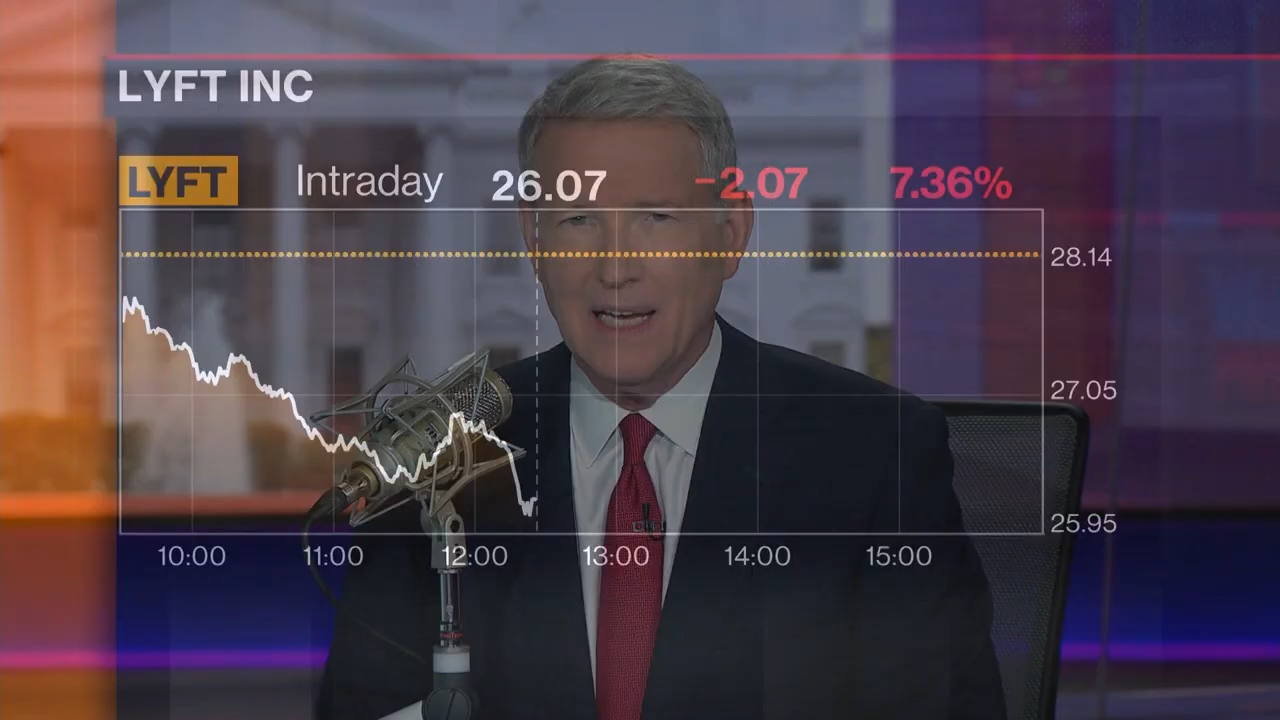 LYFT INC
LYFT Intraday 26.07 −2.07 7.36%
28.14
27.05
25.95
10:00 11:00 12:00 13:00 14:00 15:00